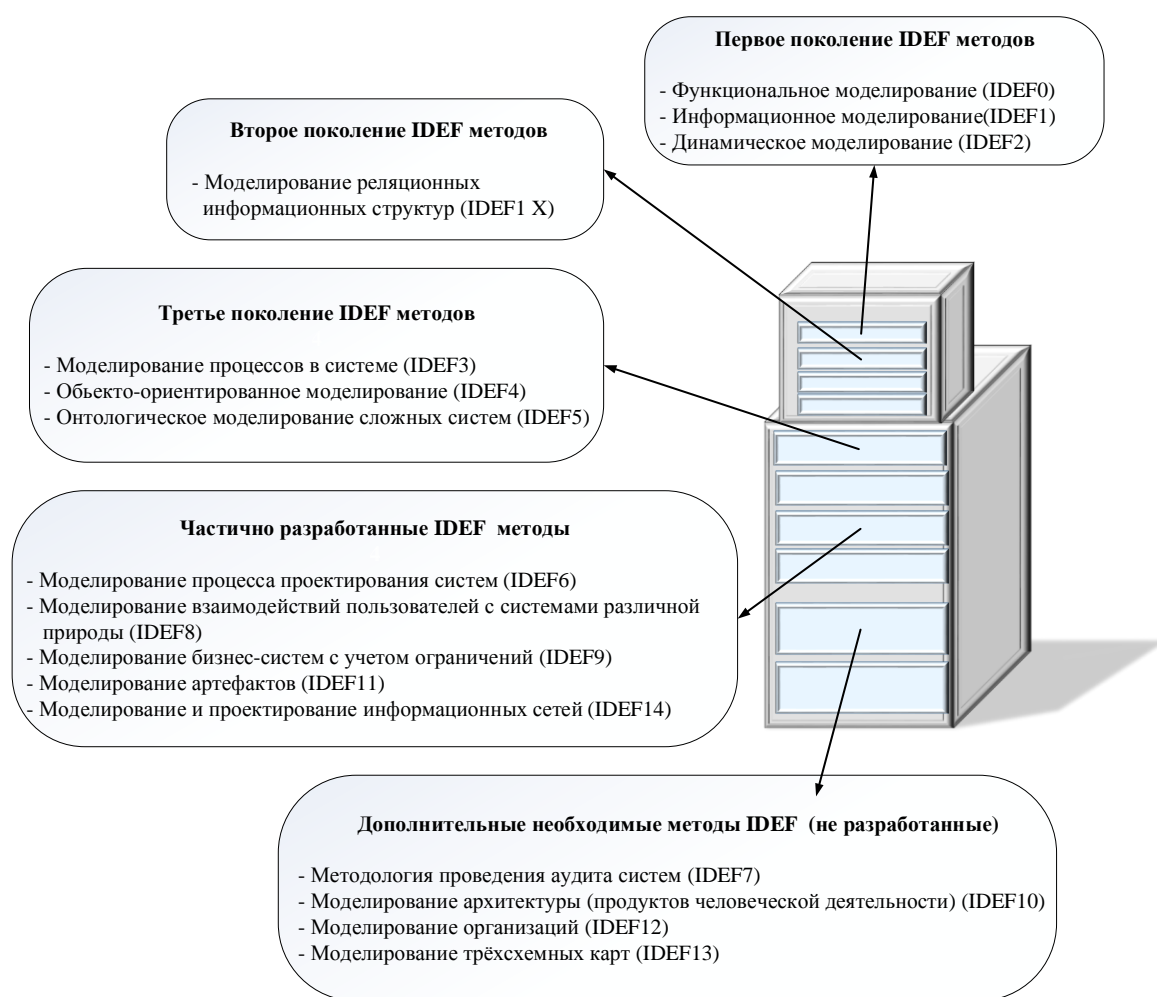 Первое поколение IDEF методов
- Функциональное моделирование (IDEF0)
- Информационное моделирование(IDEF1)
- Динамическое моделирование (IDEF2)
Второе поколение IDEF методов
- Моделирование реляционных
информационных структур (IDEF1 X)
Третье поколение IDEF методов
- Моделирование процессов в системе (IDEF3)
- Обьекто-ориентированное моделирование (IDEF4)
- Онтологическое моделирование сложных систем (IDEF5)
Частично разработанные IDEF методы
- Моделирование процесса проектирования систем (IDEF6)
- Моделирование взаимодействий пользователей с системами различной
природы (IDEF8)
- Моделирование бизнес-систем с учетом ограничений (IDEF9)
- Моделирование артефактов (IDEF11)
- Моделирование и проектирование информационных сетей (IDEF14)
Дополнительные необходимые методы IDEF (не разработанные)
- Методология проведения аудита систем (IDEF7)
- Моделирование архитектуры (продуктов человеческой деятельности) (IDEF10)
- Моделирование организаций (IDEF12)
- Моделирование трёхсхемных карт (IDEF13)